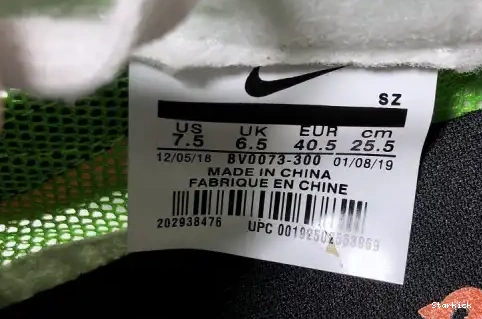 SZ
US UK EUR cm
7.5 6.5 40.5 25.5
12/05/18 BV0073-300 01/08/19
MADE IN CHINA
FABRIQUE EN CHINE
202938476 UPC
Starkick